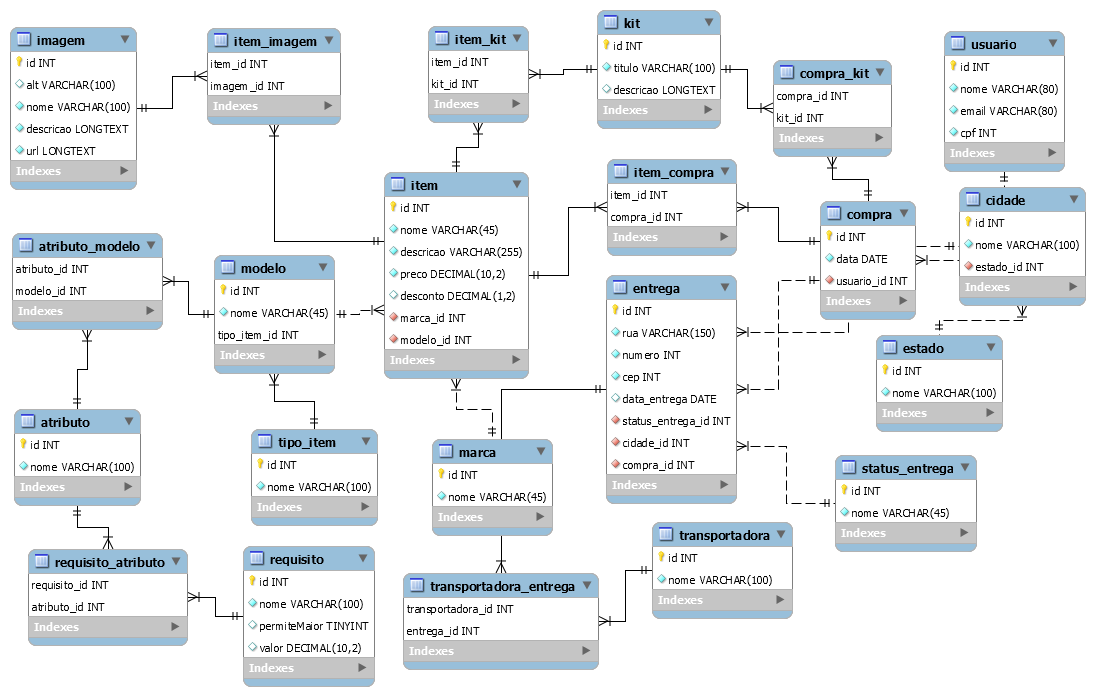 imagem
id INT
alt VARCHAR(100)
nome VARCHAR(100)
descricao LONGTEXT
url LONGTEXT
Indexes
item_imagem
item_id INT
imagem_id INT
Indexes
item_kit
item_id INT
kit_id INT
Indexes
kit
id INT
titulo VARCHAR(100)
descricao LONGTEXT
Indexes
compra_kit
compra_id INT
kit_id INT
Indexes
usuario
id INT
nome VARCHAR(80)
email VARCHAR(80)
cpf INT
Indexes
item
id INT
nome VARCHAR(45)
descricao VARCHAR(255)
preco DECIMAL(10,2)
desconto DECIMAL(1,2)
marca_id INT
modelo_id INT
Indexes
item_compra
item_id INT
compra_id INT
Indexes
compra
id INT
data DATE
usuario_id INT
Indexes
cidade
id INT
nome VARCHAR(100)
estado_id INT
Indexes
atributo_modelo
atributo_id INT
modelo_id INT
Indexes
modelo
id INT
nome VARCHAR(45)
tipo_item_id INT
Indexes
entrega
id INT
rua VARCHAR(150)
numero INT
cep INT
data_entrega DATE
status_entrega_id INT
cidade_id INT
compra_id INT
Indexes
estado
id INT
nome VARCHAR(100)
Indexes
atributo
id INT
nome VARCHAR(100)
Indexes
tipo_item
id INT
nome VARCHAR(100)
Indexes
marca
id INT
nome VARCHAR(45)
Indexes
status_entrega
id INT
nome VARCHAR(45)
Indexes
requisito_atributo
requisito_id INT
atributo_id INT
Indexes
requisito
id INT
nome VARCHAR(100)
permiteMaior TINYINT
valor DECIMAL(10,2)
Indexes
transportadora_entrega
transportadora_id INT
entrega_id INT
Indexes
transportadora
id INT
nome VARCHAR(100)
Indexes